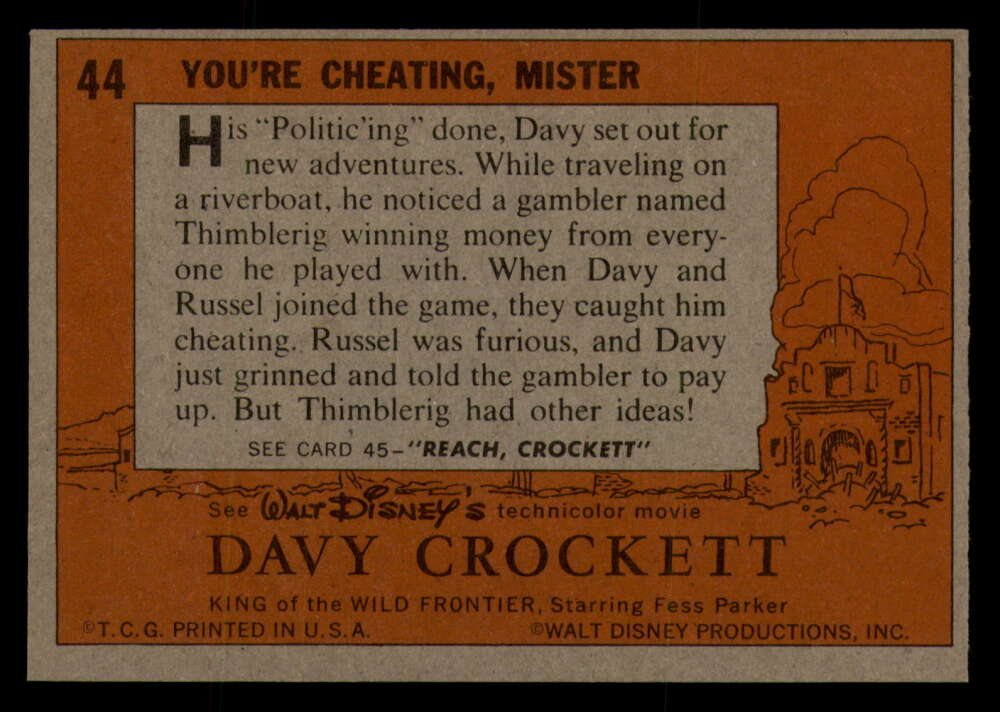 44 YOU'RE CHEATING, MISTER
His "Politic'ing" done, Davy set out for
new adventures. While traveling on
a riverboat, he noticed a gambler named
Thimblerig winning money from every-
one he played with. When Davy and
Russel joined the game, they caught him
cheating. Russel was furious, and Davy
just grinned and told the gambler to pay
up. But Thimblerig had other ideas!
SEE CARD 45-"REACH, CROCKETT"
See WALT DISNEY'S technicolor movie
DAVY CROCKETT
KING of the WILD FRONTIER, Starring Fess Parker
©T.C.G. PRINTED IN U.S.A. ©WALT DISNEY PRODUCTIONS, INC.